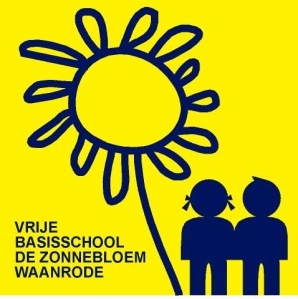 VRIJE
BASISSCHOOL
DE ZONNEBLOEM
WAANRODE